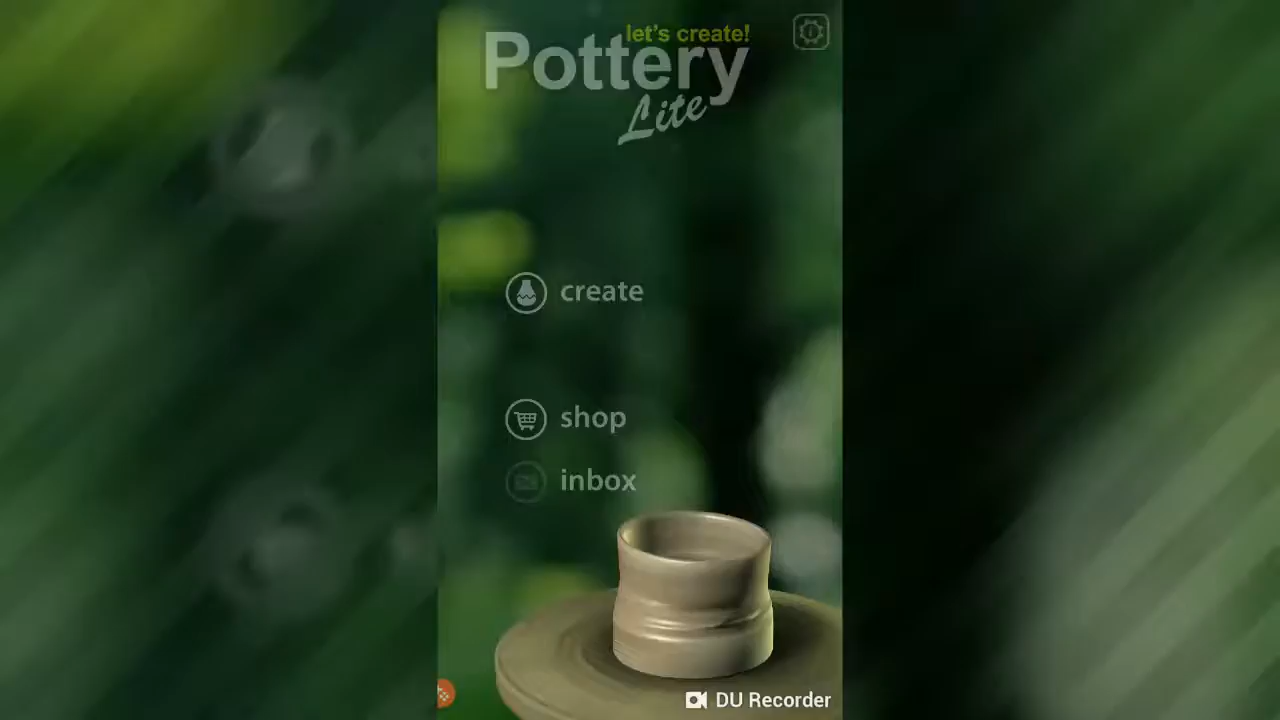 let's create!
Pottery
Lite
create
shop
inbox
DU Recorder